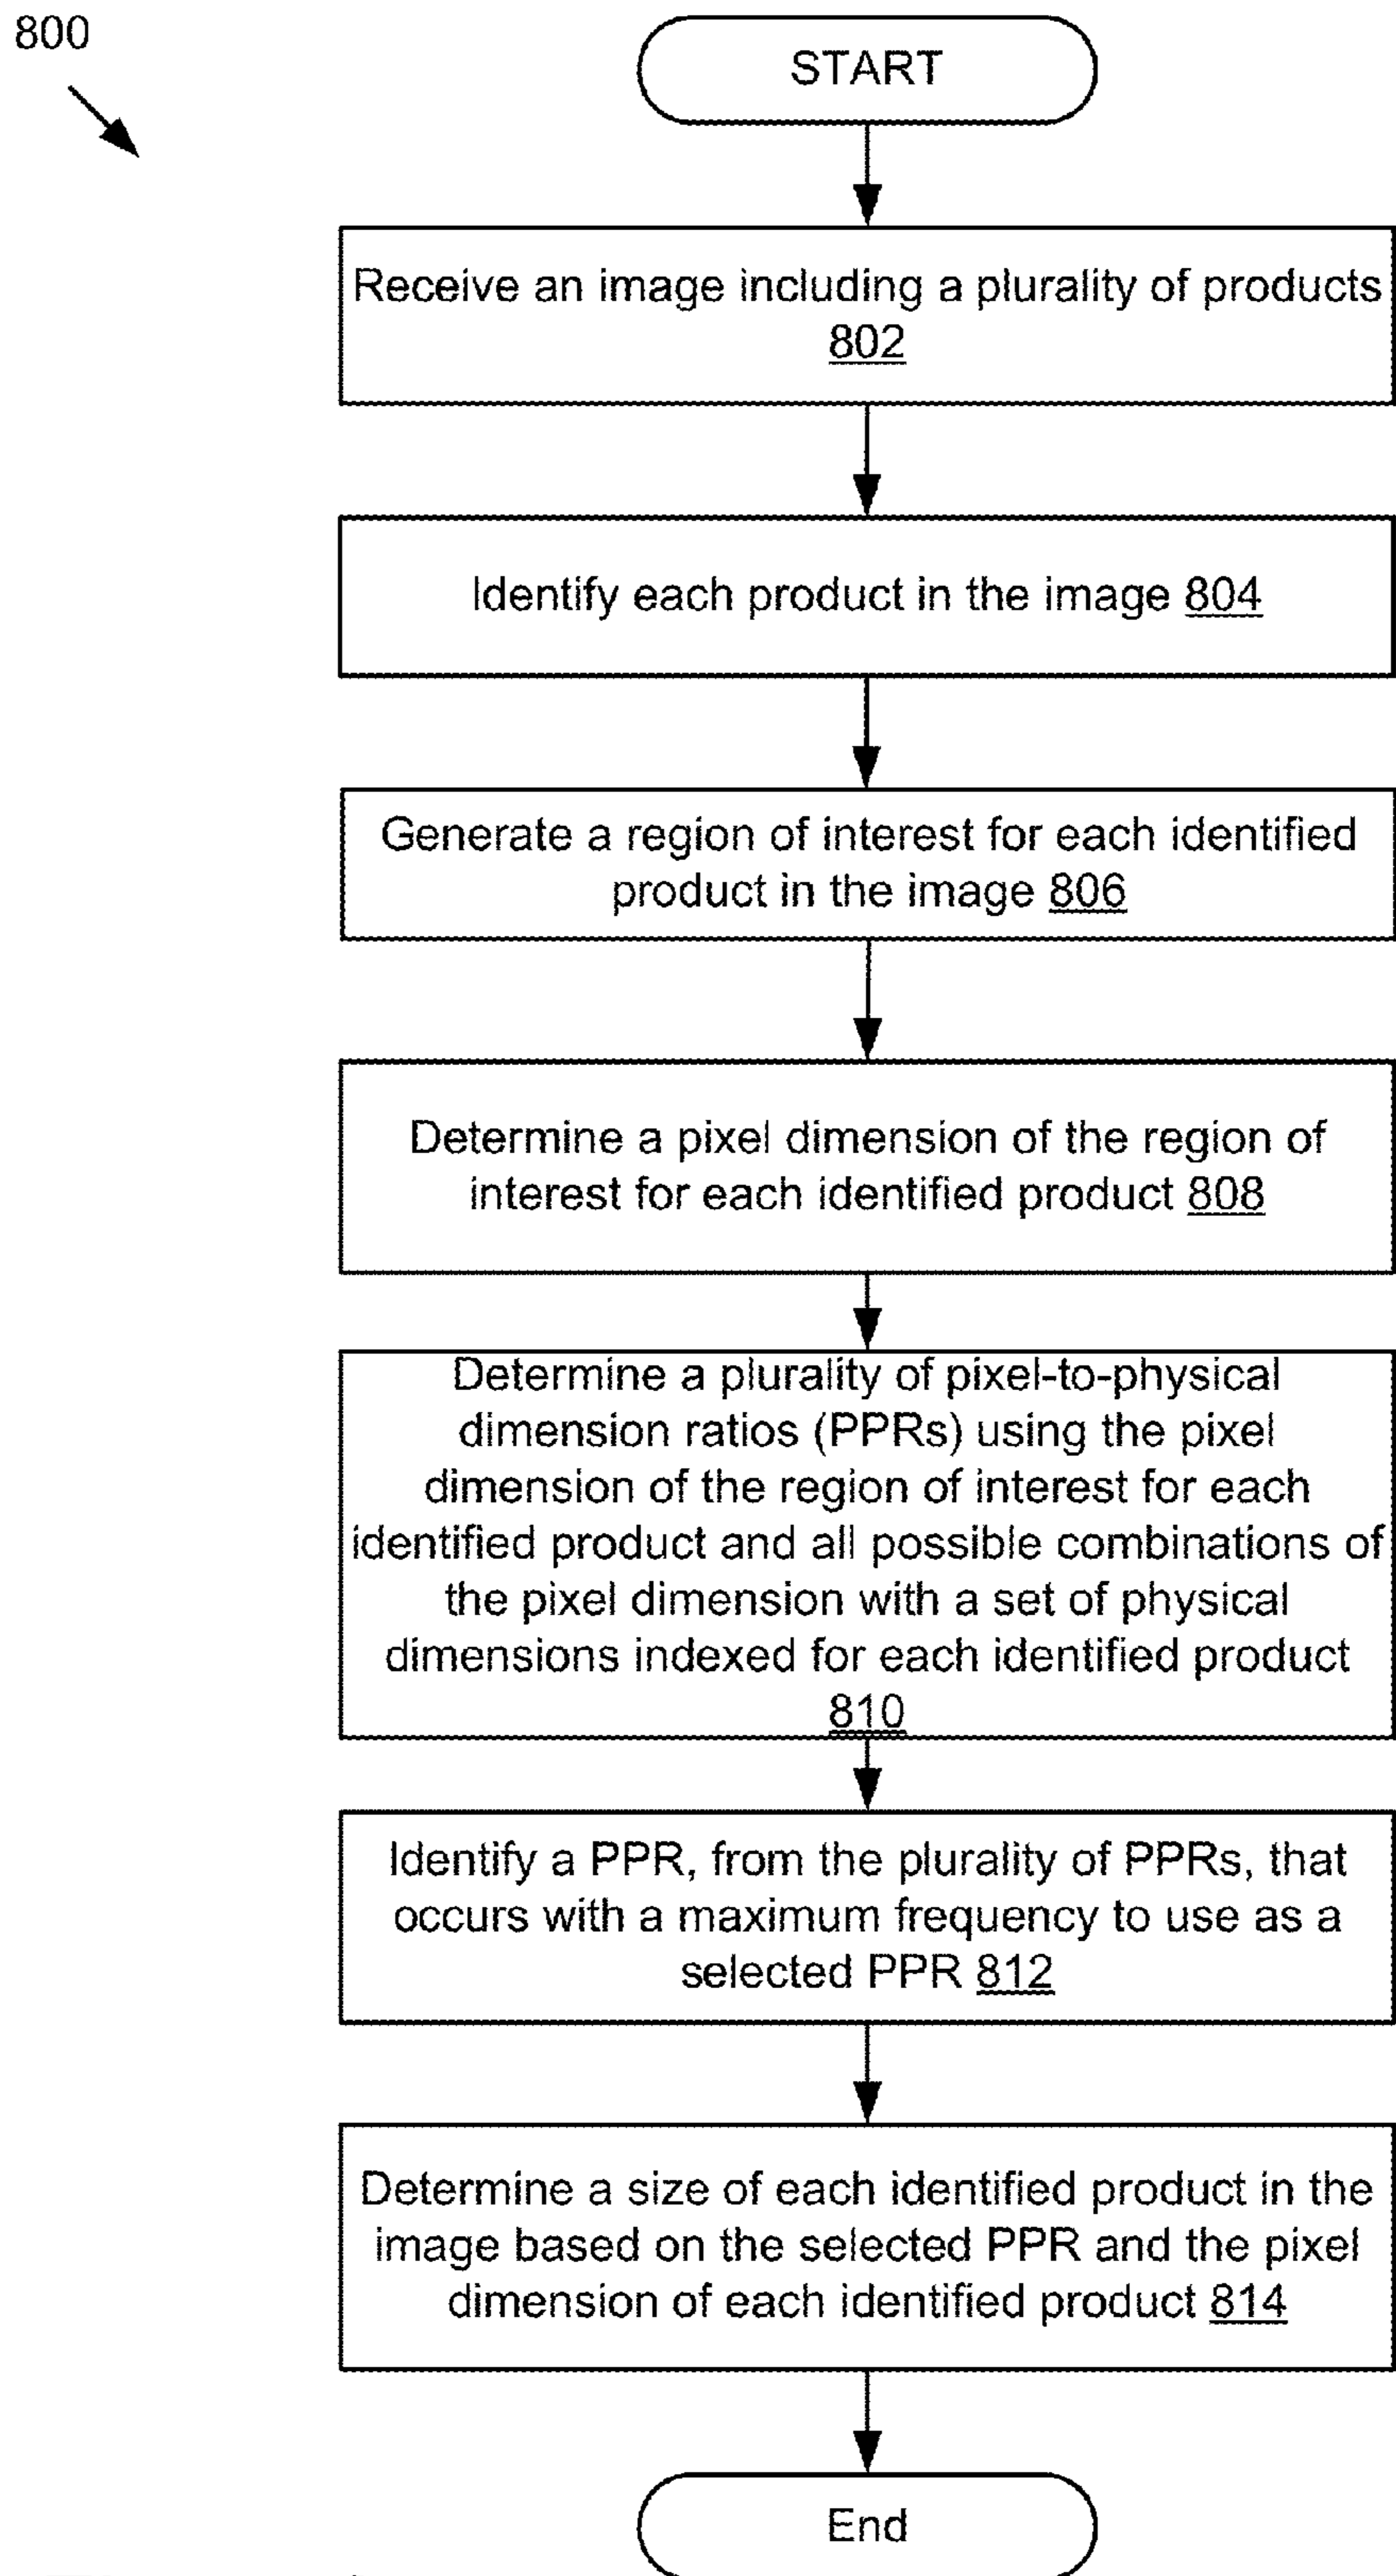 800
START
Receive an image including a plurality of products
802
Identify each product in the image 804
Generate a region of interest for each identified
product in the image 806
Determine a pixel dimension of the region of
interest for each identified product 808
Determine a plurality of pixel-to-physical
dimension ratios (PPRs) using the pixel
dimension of the region of interest for each
identified product and all possible combinations of
the pixel dimension with a set of physical
dimensions indexed for each identified product
810
Identify a PPR, from the plurality of PPRs, that
occurs with a maximum frequency to use as a
selected PPR 812
Determine a size of each identified product in the
image based on the selected PPR and the pixel
dimension of each identified product 814
End